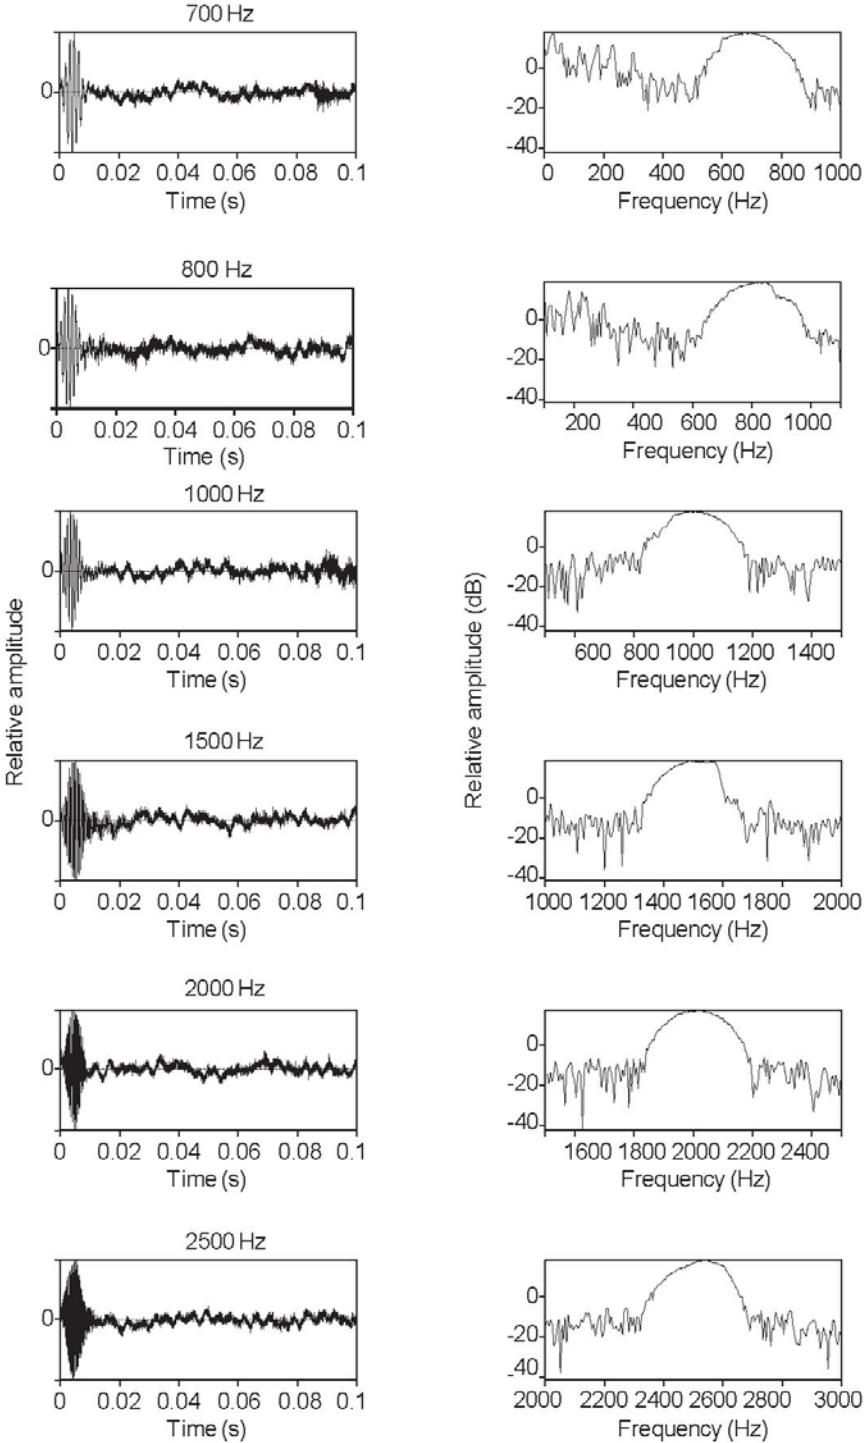 700 Hz
0
0 0.02 0.04 0.06 0.08 0.1
Time (s)
0
-20
-40
0 200 400 600 800 1000
Frequency (Hz)
800 Hz
0
0 0.02 0.04 0.06 0.08 0.1
Time (s)
0
-20
-40
200 400 600 800 1000
Frequency (Hz)
Relative amplitude
Relative amplitude (dB)
1000 Hz
0
0 0.02 0.04 0.06 0.08 0.1
Time (s)
0
-20
-40
600 800 1000 1200 1400
Frequency (Hz)
1500 Hz
0
0 0.02 0.04 0.06 0.08 0.1
Time (s)
0
-20
-40
1000 1200 1400 1600 1800 2000
Frequency (Hz)
2000 Hz
0
0 0.02 0.04 0.06 0.08 0.1
Time (s)
0
-20
-40
1600 1800 2000 2200 2400
Frequency (Hz)
2500 Hz
0
0 0.02 0.04 0.06 0.08 0.1
Time (s)
0
-20
-40
2000 2200 2400 2600 2800 3000
Frequency (Hz)